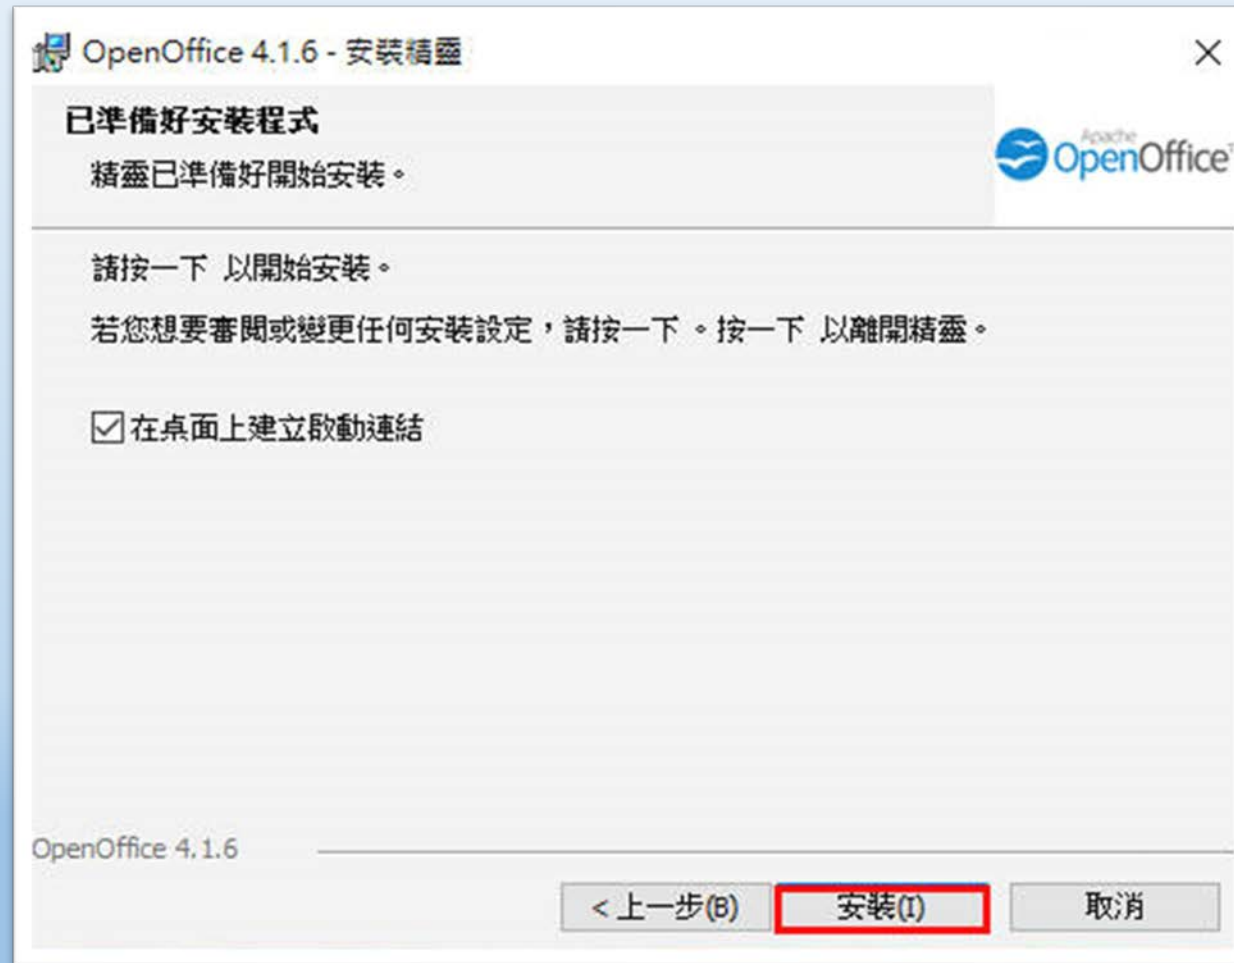 OpenOffice 4.1.6 - 安裝精靈
已準備好安裝程式
精靈已準備好開始安裝。
Apache
OpenOffice
請按一下 以開始安裝。
若您想要審閱或變更任何安裝設定，請按一下 。按一下 以離開精靈。
在桌面上建立啟動連結
OpenOffice 4.1.6
< 上一步(B)
安裝(I)
取消